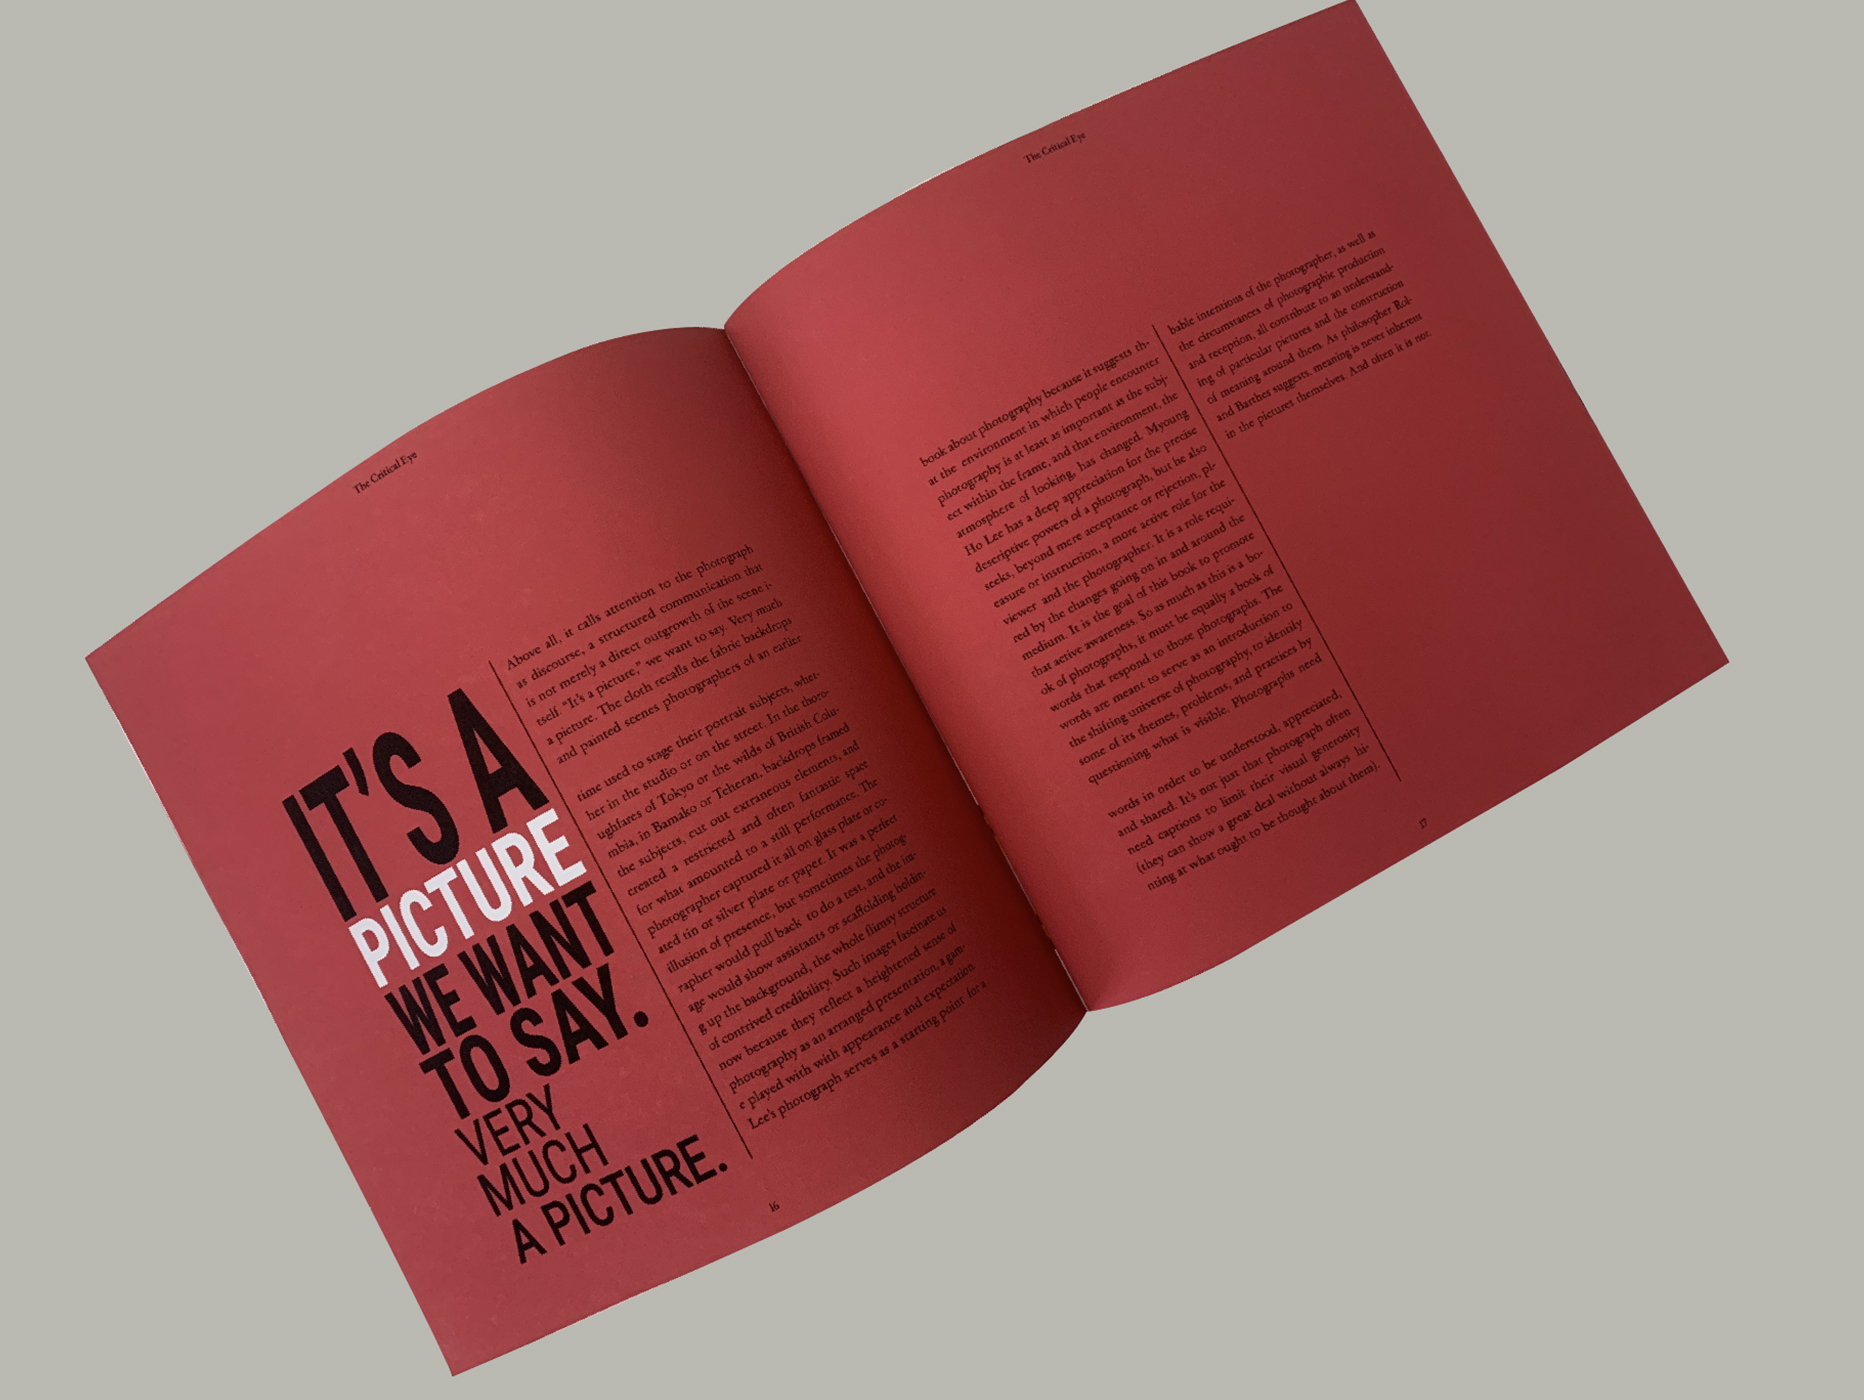 The Critical Eye
IT'S A
PICTURE
WE WANT
TO SAY.
VERY
MUCH
A PICTURE.
Above all, it calls attention to the photograph
as discourse, a structured communication that
is not merely a direct outgrowth of the scene i-
tself. “It's a picture,” we want to say. Very much
a picture. The cloth recalls the fabric backdrops
and painted scenes photographers of an earlier
time used to stage their portrait subjects, whet-
her in the studio or on the street. In the thoro-
ughfares of Tokyo or the wilds of British Colu-
mbia, in Bamako or Teheran, backdrops framed
the subjects, cut out extraneous elements, and
created a restricted and often fantastic space
for what amounted to a still performance. The
photographer captured it all on glass plate or co-
ated tin or silver plate or paper. It was a perfect
illusion of presence, but sometimes the photog-
rapher would pull back to do a test, and the im-
age would show assistants or scaffolding holdin-
g up the background, the whole flimsy structure
of contrived credibility. Such images fascinate us
now because they reflect a heightened sense of
photography as an arranged presentation, a gam-
e played with with appearance and expectation.
Lee's photograph serves as a starting point for a
16
The Critical Eye
book about photography because it suggests th-
at the environment in which people encounter
photography is at least as important as the subj-
ect within the frame, and that environment, the
atmosphere of looking, has changed. Myoung
Ho Lee has a deep appreciation for the precise
descriptive powers of a photograph, but he also
seeks, beyond mere acceptance or rejection, pl-
easure or instruction, a more active role for the
viewer and the photographer. It is a role requi-
red by the changes going on in and around the
medium. It is the goal of this book to promote
that active awareness. So as much as this is a bo-
ok of photographs, it must be equally a book of
words that respond to those photographs. The
words are meant to serve as an introduction to
the shifting universe of photography, to identify
some of its themes, problems, and practices by
questioning what is visible. Photographs need
words in order to be understood, appreciated,
and shared. It's not just that photograph often
need captions to limit their visual generosity
(they can show a great deal without always hi-
nting at what ought to be thought about them).
bable intentious of the photographer, as well as
the circumstances of photographic production
and reception, all contribute to an understand-
ing of particular pictures and the construction
of meaning around them. As philosopher Rol-
and Barthes suggests, meaning is never inherent
in the pictures themselves. And often it is not.
17